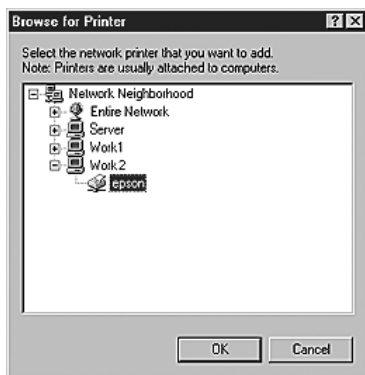 Browse for Printer
Select the network printer that you want to add.
Note: Printers are usually attached to computers.
Network Neighborhood
Entire Network
Server
Work1
Work2
epson
OK Cancel